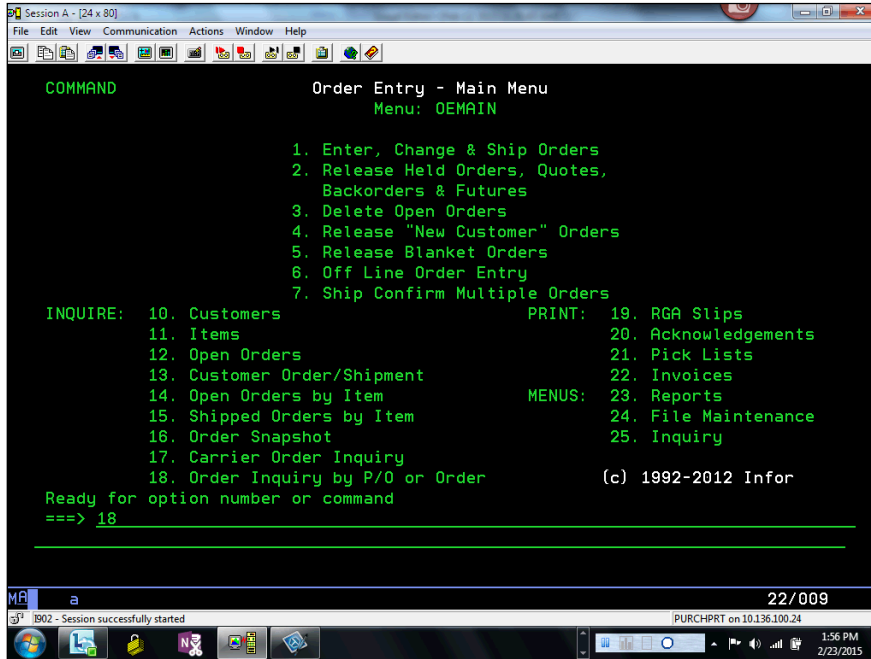 Session A - [24 x 80]
File Edit View Communication Actions Window Help
COMMAND Order Entry - Main Menu
Menu: OEMAIN
1. Enter, Change & Ship Orders
2. Release Held Orders, Quotes,
Backorders & Futures
3. Delete Open Orders
4. Release "New Customer" Orders
5. Release Blanket Orders
6. Off Line Order Entry
7. Ship Confirm Multiple Orders
INQUIRE: 10. Customers PRINT: 19. RGA Slips
11. Items 20. Acknowledgements
12. Open Orders 21. Pick Lists
13. Customer Order/Shipment 22. Invoices
14. Open Orders by Item MENUS: 23. Reports
15. Shipped Orders by Item 24. File Maintenance
16. Order Snapshot 25. Inquiry
17. Carrier Order Inquiry
18. Order Inquiry by P/O or Order (c) 1992-2012 Infor
Ready for option number or command
===> 18
MA a 22/009
I902 - Session successfully started PURCHPRT on 10.136.100.24
1:56 PM
2/23/2015